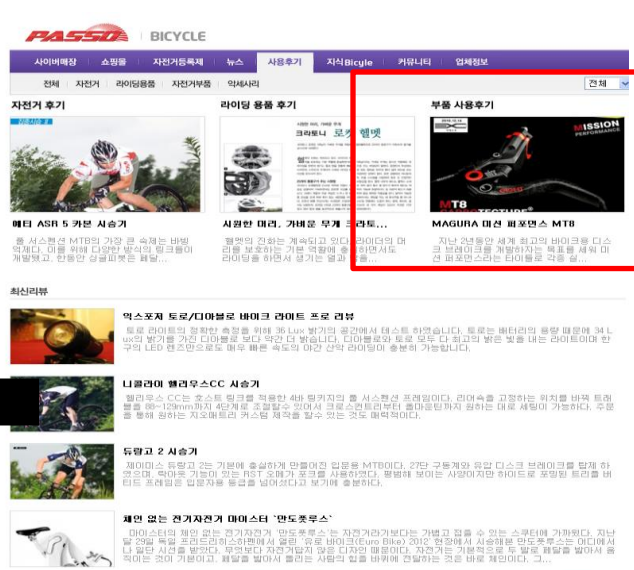 PASSO BICYCLE
사이버매장 쇼핑몰 자전거등록제 뉴스 사용후기 지식Bicyle 커뮤니티 업체정보
전체 자전거 라이딩용품 자전거부품 악세사리 전체
자전거 후기
라이딩 용품 후기
부품 사용후기
예티 ASR 5 카본 시승기
풀 서스펜션 MTB의 가장 큰 숙제는 바빙
억제다. 이를 위해 다양한 방식의 링크들이
개발됐고, 한동안 싱글피봇은 페달....
크라토니 로켓 헬멧
시원한 머리, 가벼운 무게 크라토...
헬멧의 진화는 계속되고 있다. 라이더의 머
리를 보호하는 기본 역할에 충실하면서도
라이딩을 하면서 생기는 열과 땀을...
MISSION
PERFORMANCE
MT8
CARBOTECTURE
MAGURA 미션 퍼포먼스 MT8
지난 2년동안 세계 최고의 바이크용 디스
크 브레이크를 개발하자는 목표를 세워 미
션 퍼포먼스라는 타이틀로 각종 실....
최신리뷰
익스포져 토로/디아블로 바이크 라이트 프로 리뷰
토로 라이트의 정확한 측정을 위해 36 Lux 밝기의 공간에서 테스트 하였습니다. 토로는 배터리의 용량 때문에 34 L
ux의 밝기를 가진 디아블로 보다 약간 더 밝습니다. 디아블로와 토로 모두 다 최고의 밝은 빛을 내는 라이트이며 한
구의 LED 렌즈만으로도 매우 빠른 속도의 야간 산악 라이딩이 충분히 가능합니다.
니콜라이 헬리우스CC 시승기
헬리우스 CC는 호스트 링크를 적용한 4바 링키지의 풀 서스펜션 프레임이다. 리어쇽을 고정하는 위치를 바꿔 트래
블을 88~129mm까지 4단계로 조절할수 있어서 크로스컨트리부터 올마운틴까지 원하는 대로 세팅이 가능하다. 주문
을 통해 원하는 지오메트리 커스텀 제작을 할수 있는 것도 매력적이다.
듀랑고 2 시승기
제이미스 듀랑고 2는 기본에 충실하게 만들어진 입문용 MTB이다. 27단 구동계와 유압 디스크 브레이크를 탑재 하
였으며, 락아웃 기능이 있는 RST 오메가 포크를 사용하였다. 평범해 보이는 사양이지만 하이드로 포밍된 트리플 버
티드 프레임은 입문자용 등급을 넘어섰다고 보기에 충분하다.
체인 없는 전기자전거 마이스터 `만도풋루스`
마이스터의 체인 없는 전기자전거 '만도풋루스'는 자전거라기보다는 가볍고 접을 수 있는 스쿠터에 가까웠다. 지난
달 29일 독일 프리드리히스하펜에서 열린 '유로 바이크(Euro Bike) 2012' 현장에서 시승해본 만도풋루스는 어디에서
나 일단 시선을 받았다. 무엇보다 자전거답지 않은 디자인 때문이다. 자전거는 기본적으로 두 발로 페달을 밟아서 움
직이는 것이 기본이고, 페달을 밟아서 돌리는 사람의 힘을 바퀴에 전달하는 것은 바로 체인이다. 그...